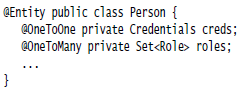 @Entity public class Person {
@OneToOne private Credentials creds;
@OneToMany private Set<Role> roles;
...
}